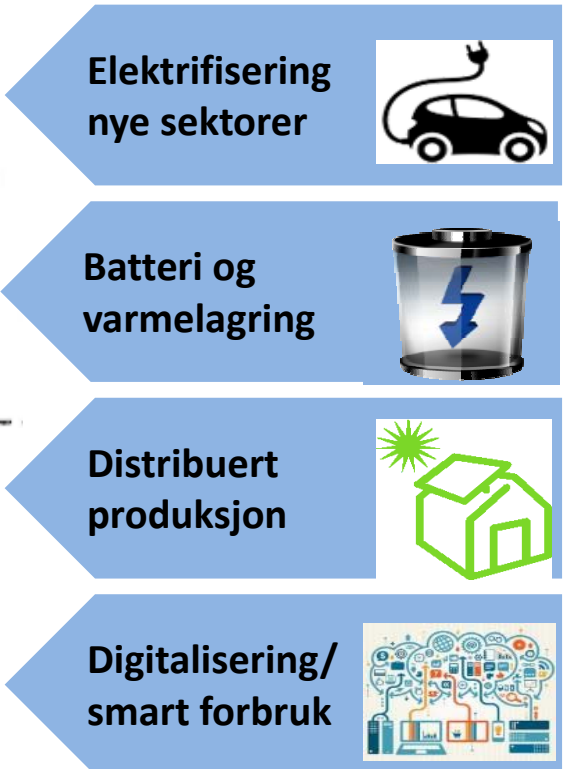 Elektrifisering
nye sektorer
Batteri og
varmelagring
Distribuert
produksjon
Digitalisering/
smart forbruk